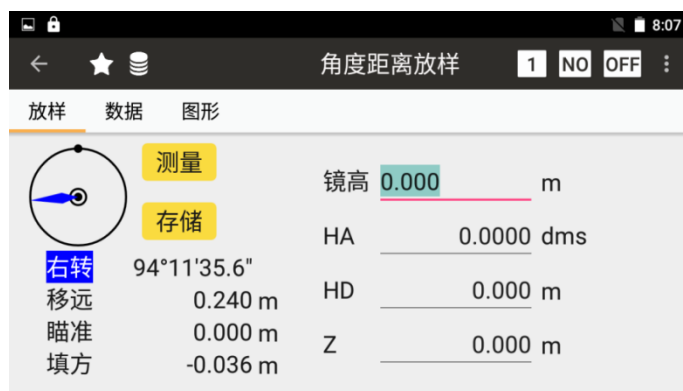 8:07
角度距离放样 1 NO OFF
放样 数据 图形
测量
存储
右转 94°11'35.6"
移远 0.240 m
瞄准 0.000 m
填方 -0.036 m
镜高 0.000 m
HA 0.0000 dms
HD 0.000 m
Z 0.000 m